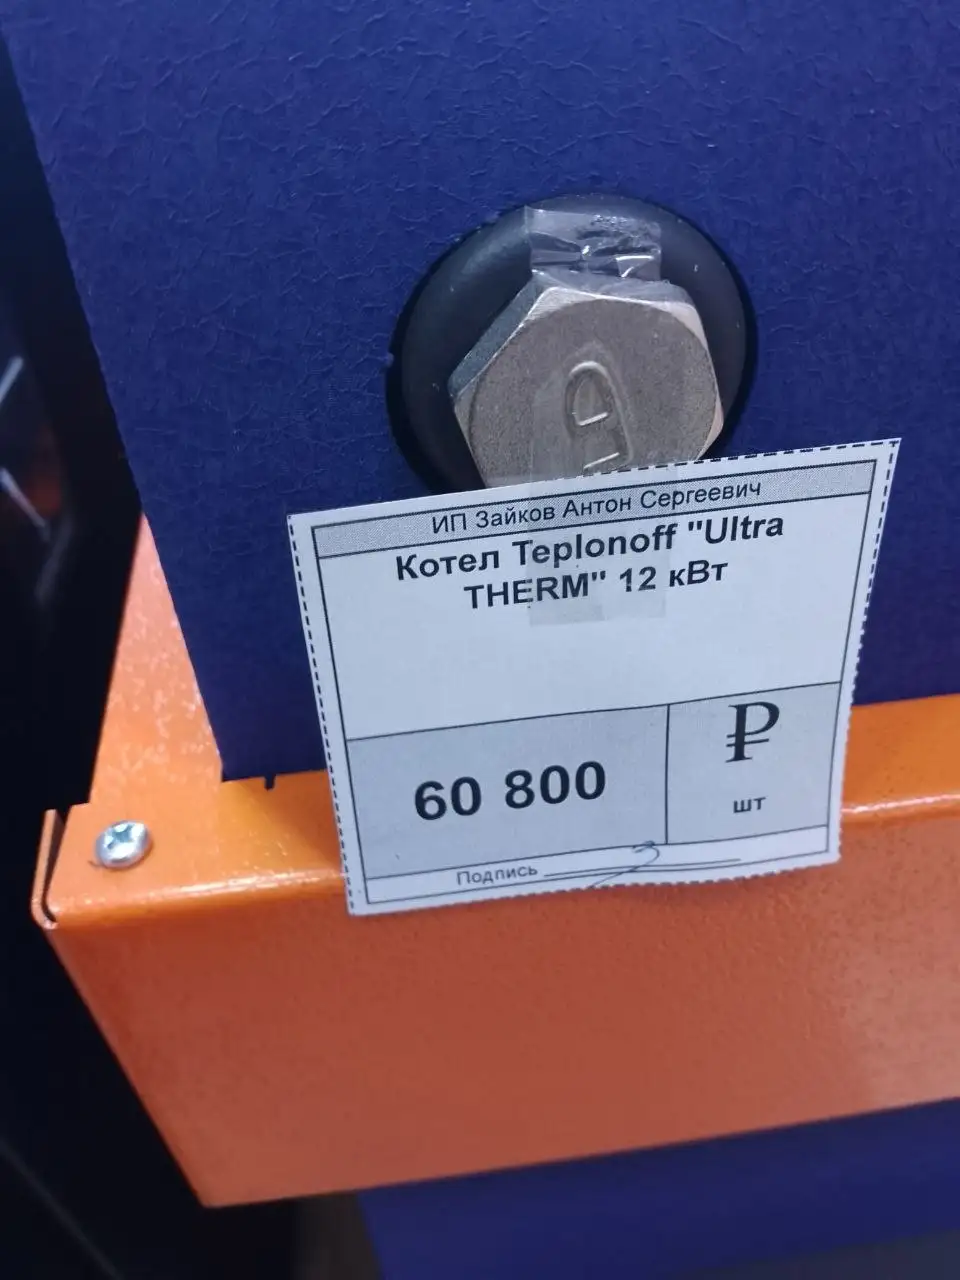 ИП Зайков Антон Сергеевич
Котел Teplonoff "Ultra
THERM" 12 кВт
60 800
₽
шт
Подпись